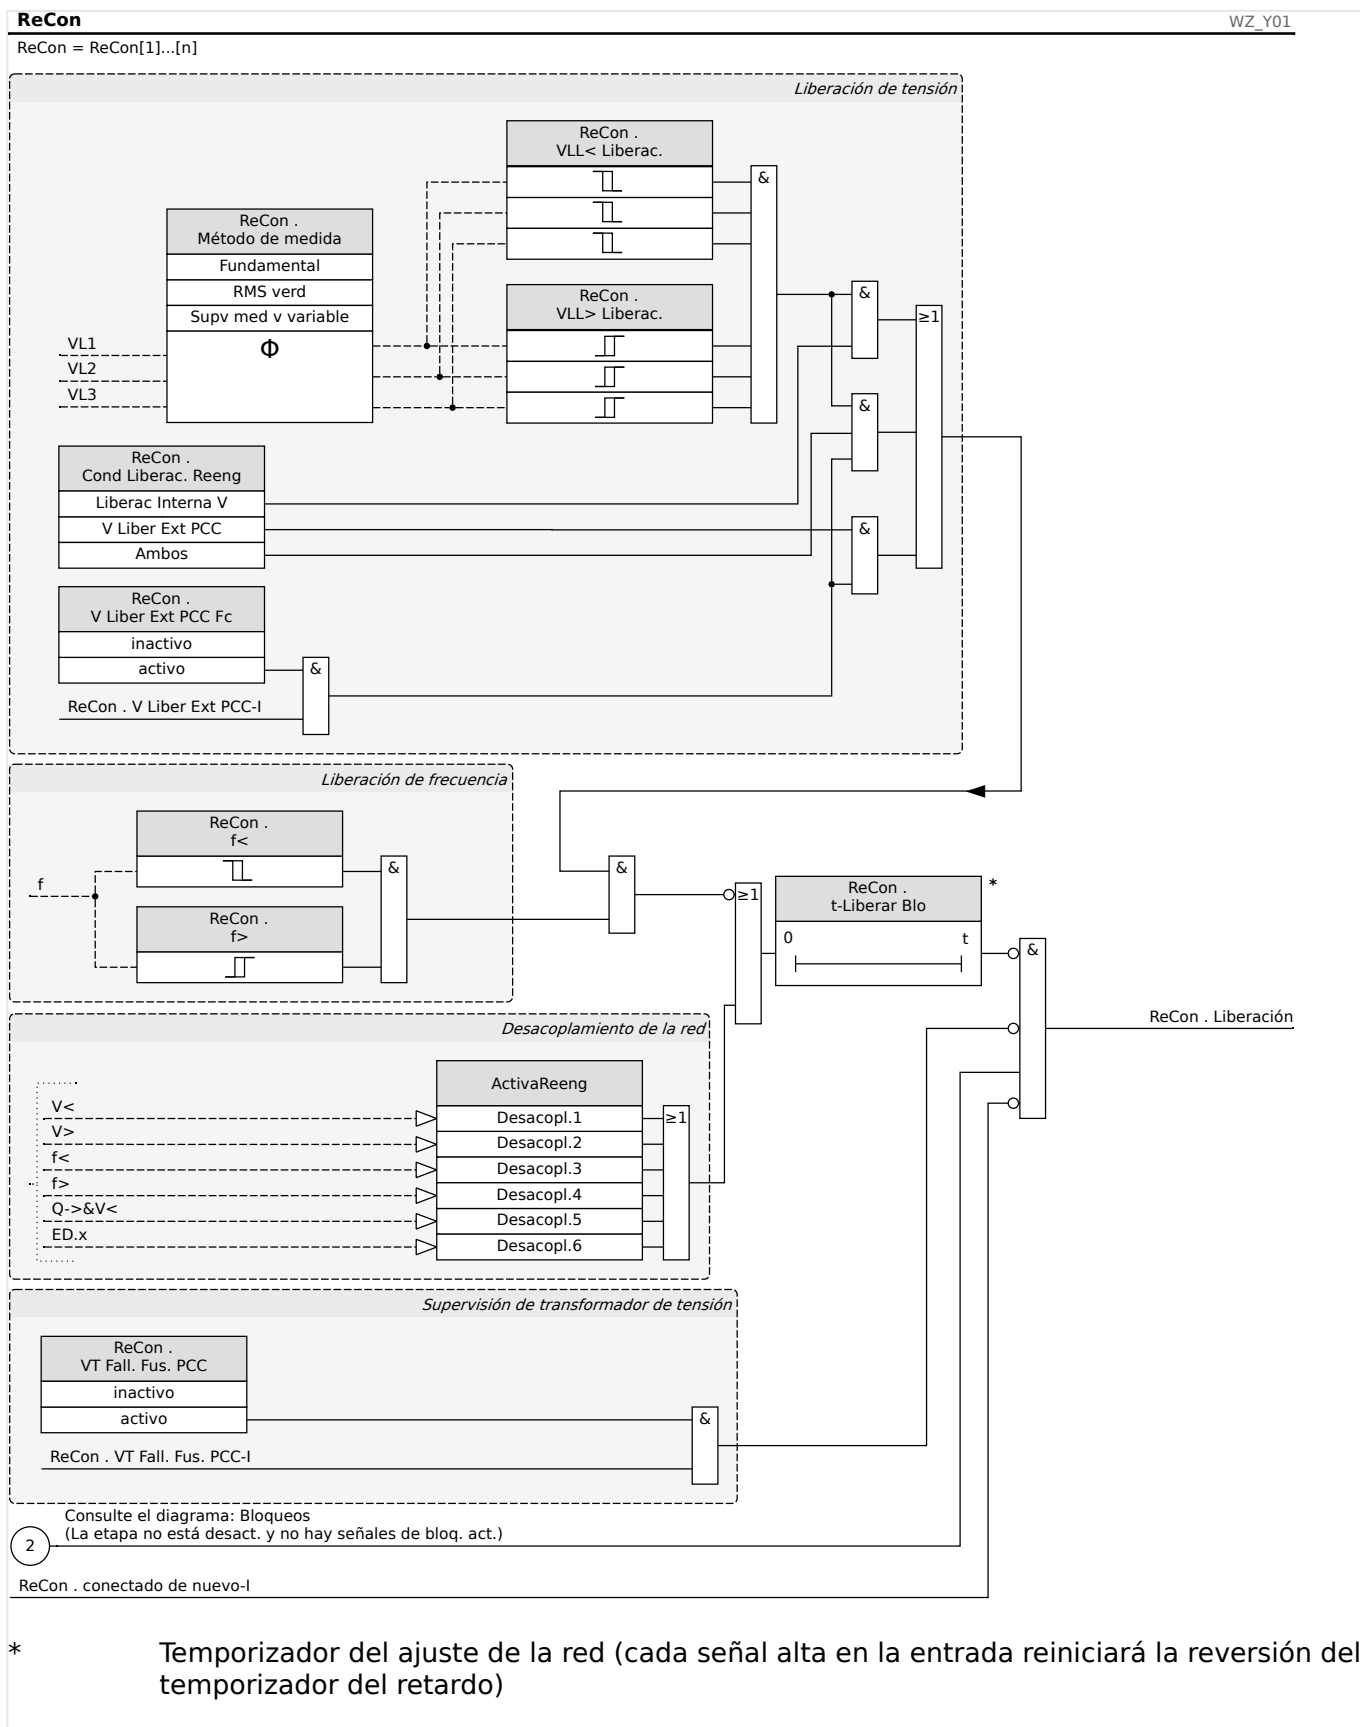 ReCon
WZ_Y01
ReCon = ReCon[1]...[n]
Liberación de tensión
ReCon .
VLL< Liberac.
&
ReCon .
Método de medida
Fundamental
RMS verd
Supv med v variable
Φ
VL1
VL2
VL3
ReCon .
VLL> Liberac.
&
≥1
&
ReCon .
Cond Liberac. Reeng
Liberac Interna V
V Liber Ext PCC
Ambos
&
ReCon .
V Liber Ext PCC Fc
inactivo
activo
&
ReCon . V Liber Ext PCC-I
Liberación de frecuencia
ReCon .
f<
f
&
ReCon .
f>
&
≥1
ReCon .
t-Liberar Blo
*
0
t
&
ReCon . Liberación
Desacoplamiento de la red
ActivaReeng
V<
Desacopl.1
≥1
V>
Desacopl.2
f<
Desacopl.3
f>
Desacopl.4
Q->&V<
Desacopl.5
ED.x
Desacopl.6
Supervisión de transformador de tensión
ReCon .
VT Fall. Fus. PCC
inactivo
activo
&
ReCon . VT Fall. Fus. PCC-I
Consulte el diagrama: Bloqueos
(La etapa no está desact. y no hay señales de bloq. act.)
2
ReCon . conectado de nuevo-I
* Temporizador del ajuste de la red (cada señal alta en la entrada reiniciará la reversión del
temporizador del retardo)